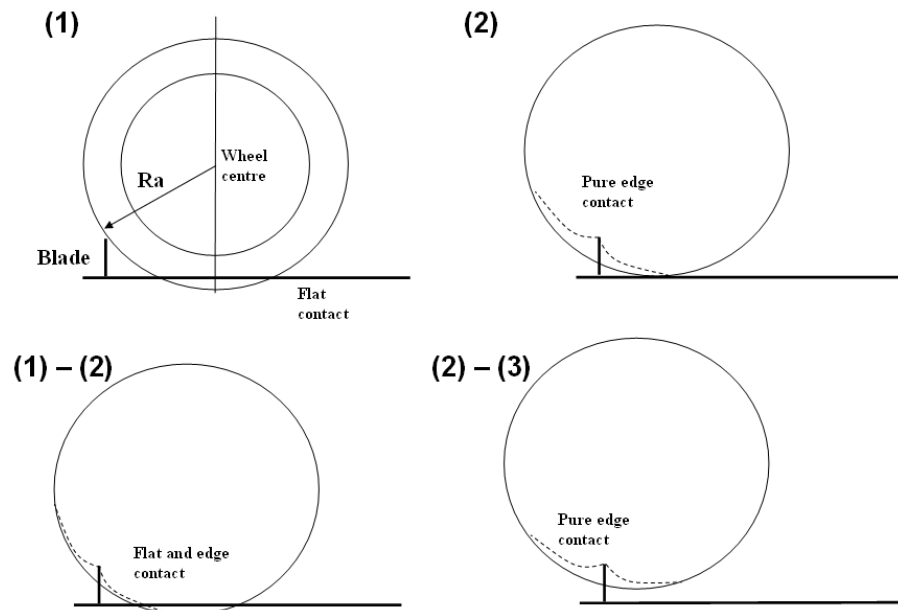 (1)
Wheel
centre
Ra
Blade
Flat
contact
(2)
Pure edge
contact
(1) – (2)
Flat and edge
contact
(2) – (3)
Pure edge
contact